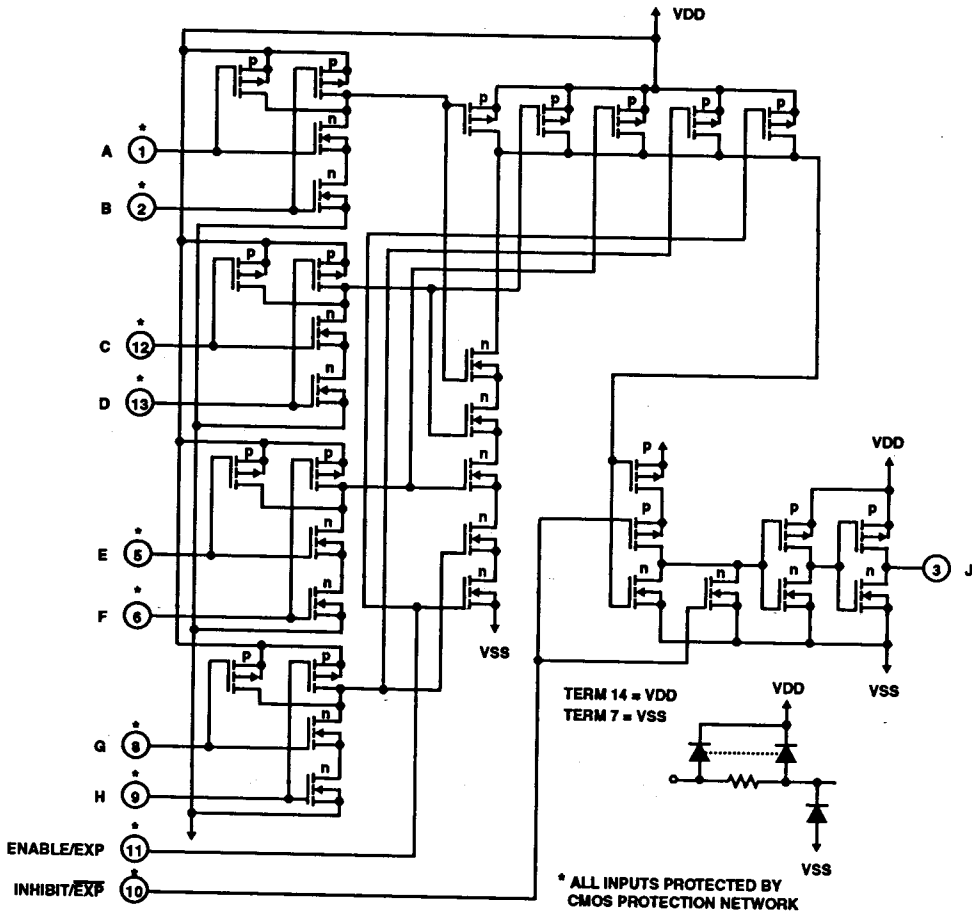 VDD
p
p
p
p
p
p
p
n
A
*
1
n
n
B
*
2
p
p
C
*
12
n
n
n
D
*
13
n
p
p
n
p
VDD
E
*
5
n
n
p
p
p
n
n
n
n
3
J
F
*
6
n
n
VSS
p
p
TERM 14 = VDD
TERM 7 = VSS
VDD
VSS
G
*
8
n
n
H
*
9
ENABLE/EXP
*
11
VSS
INHIBIT/EXP
*
10
* ALL INPUTS PROTECTED BY
CMOS PROTECTION NETWORK